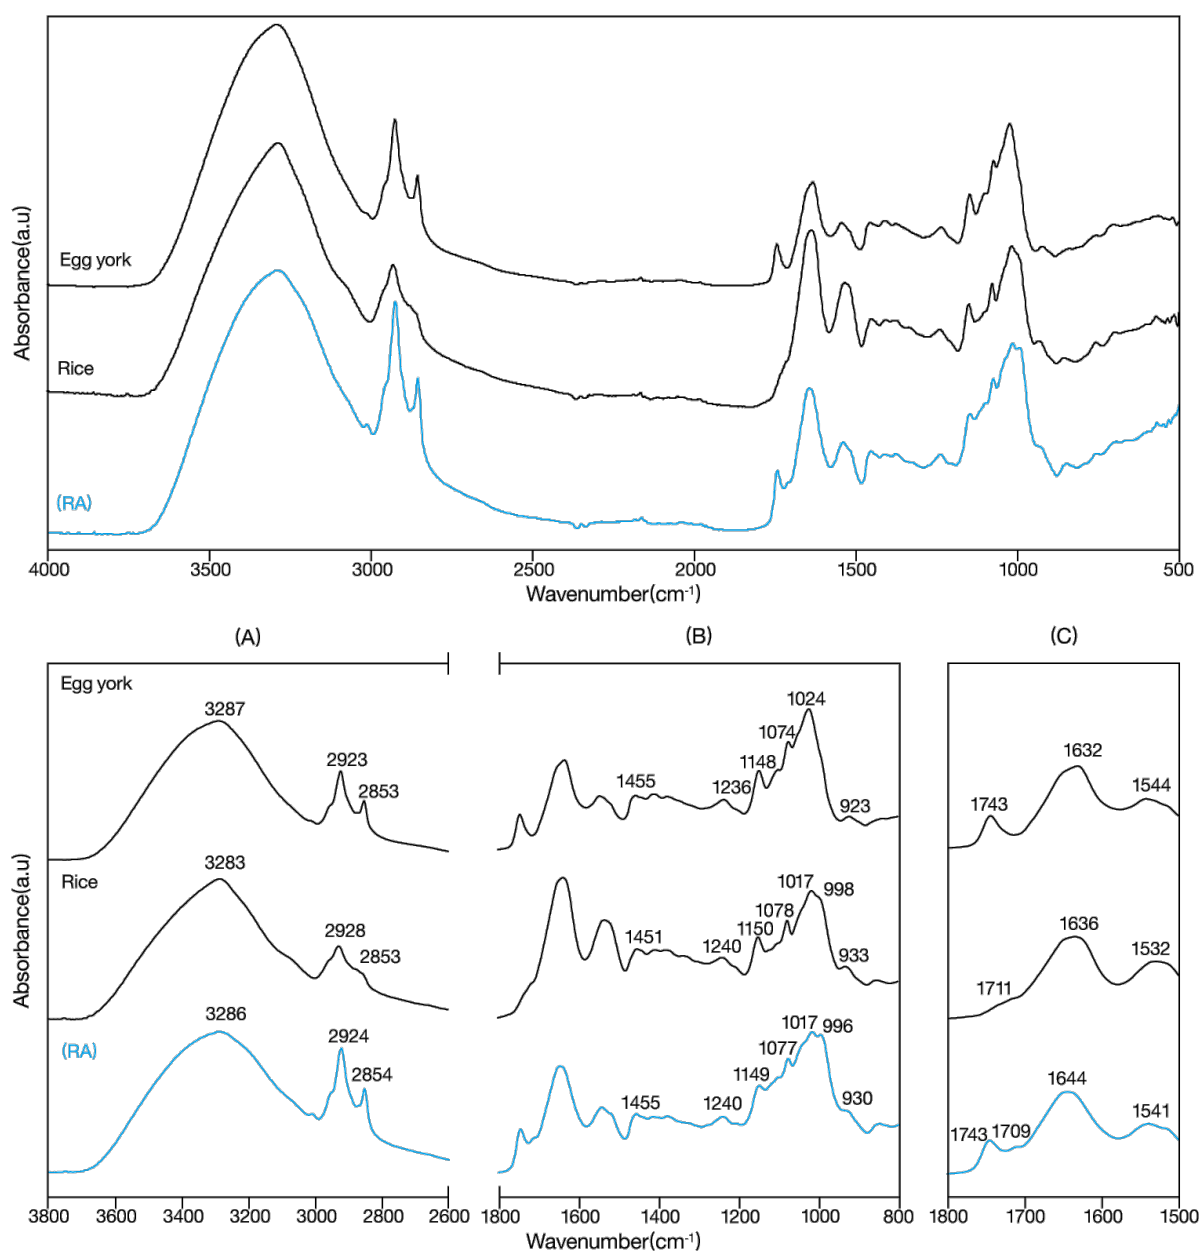 Absorbance(a.u)
Egg york
Rice
(RA)
4000 3500 3000 2500 2000 1500 1000 500
Wavenumber(cm⁻¹)
(A) (B) (C)
Absorbance(a.u)
Egg york
3287
2923
2853
Rice
3283
2928
2853
(RA)
3286
2924
2854
3800 3600 3400 3200 3000 2800 2600
1024
1074
1148
1455
1236
923
1017
998
1078
1150
1451
1240
933
1017
996
1077
1149
1455
1240
930
1800 1600 1400 1200 1000 800
Wavenumber(cm⁻¹)
1632
1544
1743
1636
1532
1711
1644
1541
1743
1709
1800 1700 1600 1500